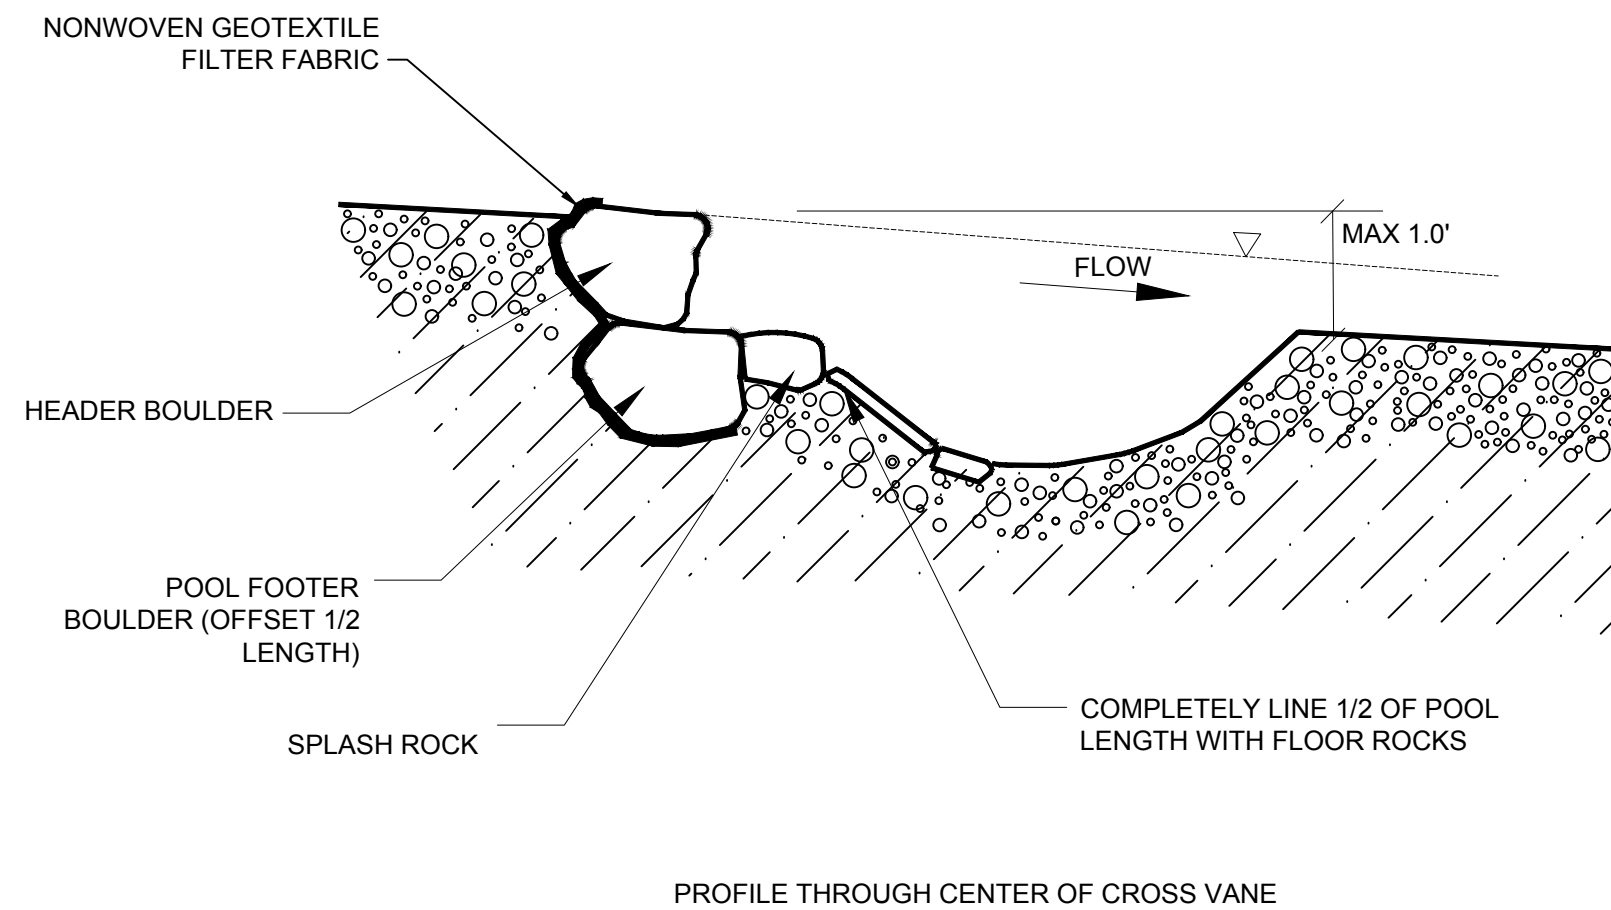 NONWOVEN GEOTEXTILE
FILTER FABRIC
MAX 1.0'
FLOW
HEADER BOULDER
POOL FOOTER
BOULDER (OFFSET 1/2
LENGTH)
SPLASH ROCK
COMPLETELY LINE 1/2 OF POOL
LENGTH WITH FLOOR ROCKS
PROFILE THROUGH CENTER OF CROSS VANE